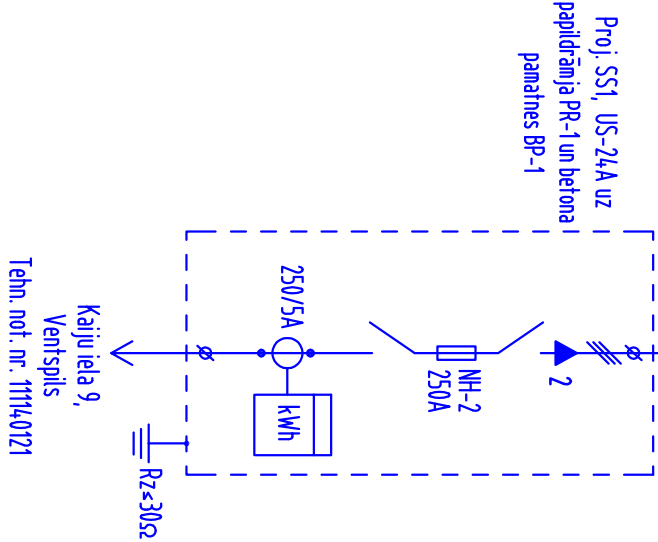 Proj. SS1, US-24A uz
papildrāmja PR-1 un betona
pamatnes BP-1
2
NH-2
250A
250/5A
kWh
Rz≤30Ω
Kaiju iela 9,
Ventspils
Tehn. not. nr. 111140121